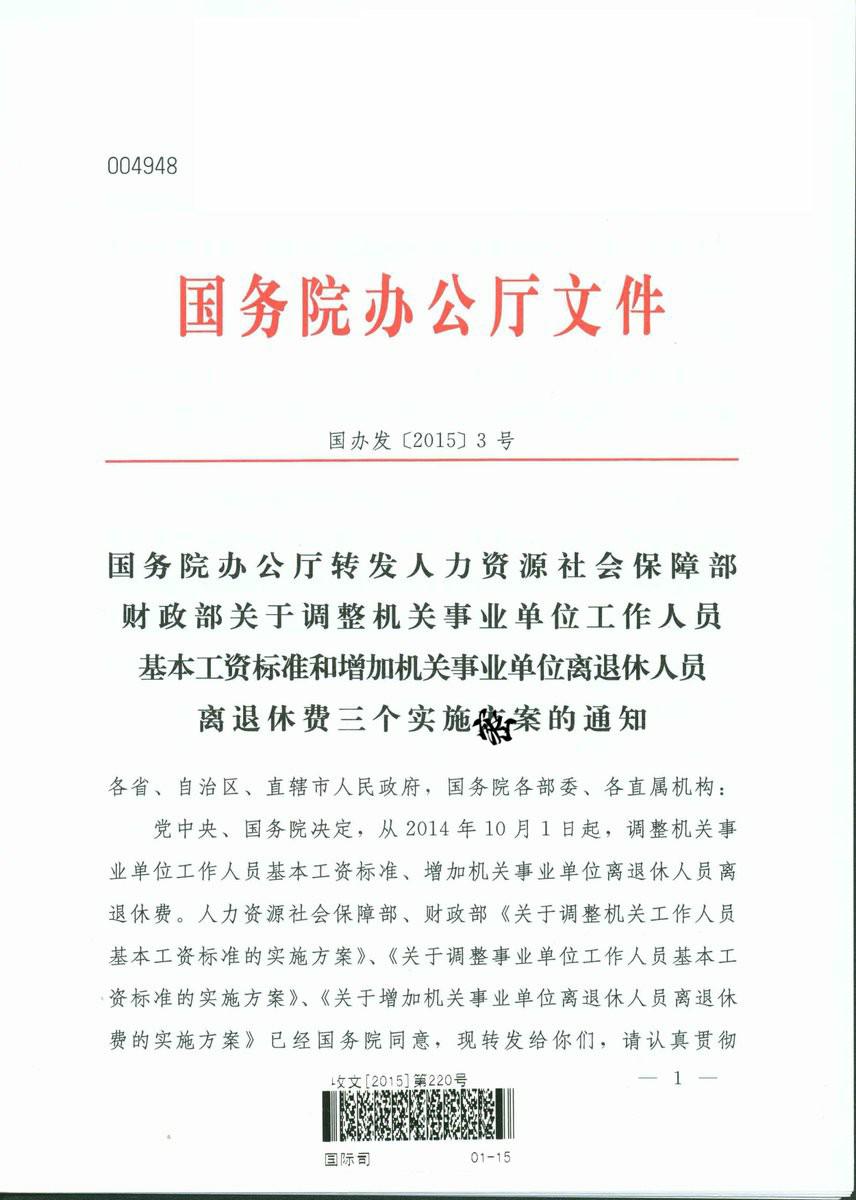 004948
国务院办公厅文件
国办发〔2015〕3号
国务院办公厅转发人力资源社会保障部
财政部关于调整机关事业单位工作人员
基本工资标准和增加机关事业单位离退休人员
离退休费三个实施案的通知
各省、自治区、直辖市人民政府，国务院各部委、各直属机构：
党中央、国务院决定，从2014年10月1日起，调整机关事
业单位工作人员基本工资标准、增加机关事业单位离退休人员离
退休费。人力资源社会保障部、财政部《关于调整机关工作人员
基本工资标准的实施方案》、《关于调整事业单位工作人员基本工
资标准的实施方案》、《关于增加机关事业单位离退休人员离退休
费的实施方案》已经国务院同意，现转发给你们，请认真贯彻
— 1 —
收文[2015]第220号
国际司 01-15